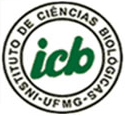 INSTITUTO DE CIÊNCIAS BIOLÓGICAS
icb
·UFMG·